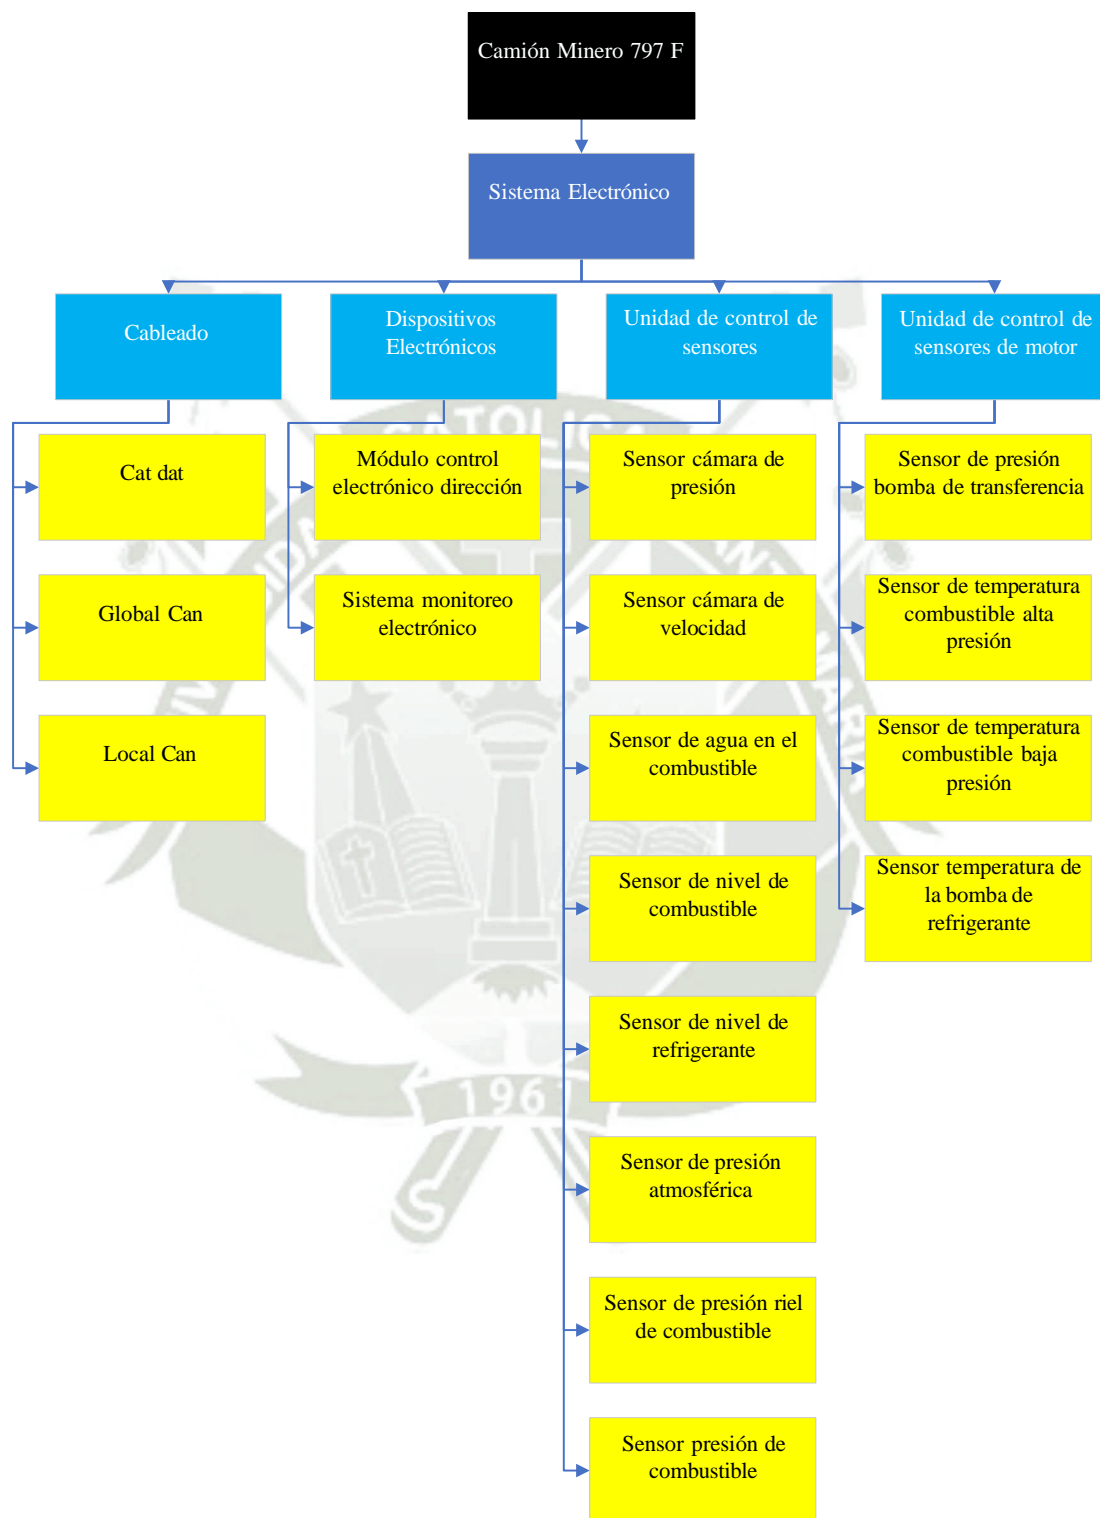 Camión Minero 797 F
Sistema Electrónico
Cableado
Dispositivos
Electrónicos
Unidad de control de
sensores
Unidad de control de
sensores de motor
Cat dat
Global Can
Local Can
Módulo control
electrónico dirección
Sistema monitoreo
electrónico
Sensor cámara de
presión
Sensor cámara de
velocidad
Sensor de agua en el
combustible
Sensor de nivel de
combustible
Sensor de nivel de
refrigerante
Sensor de presión
atmosférica
Sensor de presión riel
de combustible
Sensor presión de
combustible
Sensor de presión
bomba de transferencia
Sensor de temperatura
combustible alta
presión
Sensor de temperatura
combustible baja
presión
Sensor temperatura de
la bomba de
refrigerante